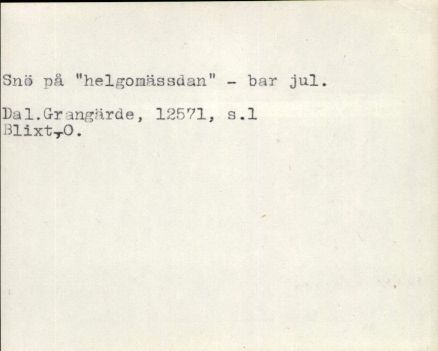 Snö på "helgomässdan" - bar jul.
Dal.Grangärde, 12571, s.1
Blixt,O.